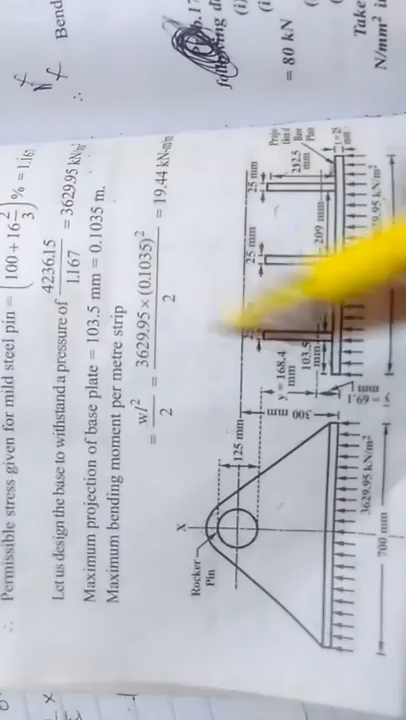 ∴ Permissible stress given for mild steel pin = (100 + 16 2/3) % = 1.167
Let us design the base to withstand a pressure of 4236.15/1.167 = 3629.95 kN/m²
Maximum projection of base plate = 103.5 mm = 0.1035 m.
Maximum bending moment per metre strip
= wl²/2 = 3629.95 × (0.1035)²/2 = 19.44 kN-m
X
Rocker
Pin
125 mm
300 mm
3629.95 kN/m²
700 mm
y = 168.4
mm
103.5
mm
25 mm
25 mm
209 mm
212.5
mm
Bend
= 80 kN
Take
N/mm²